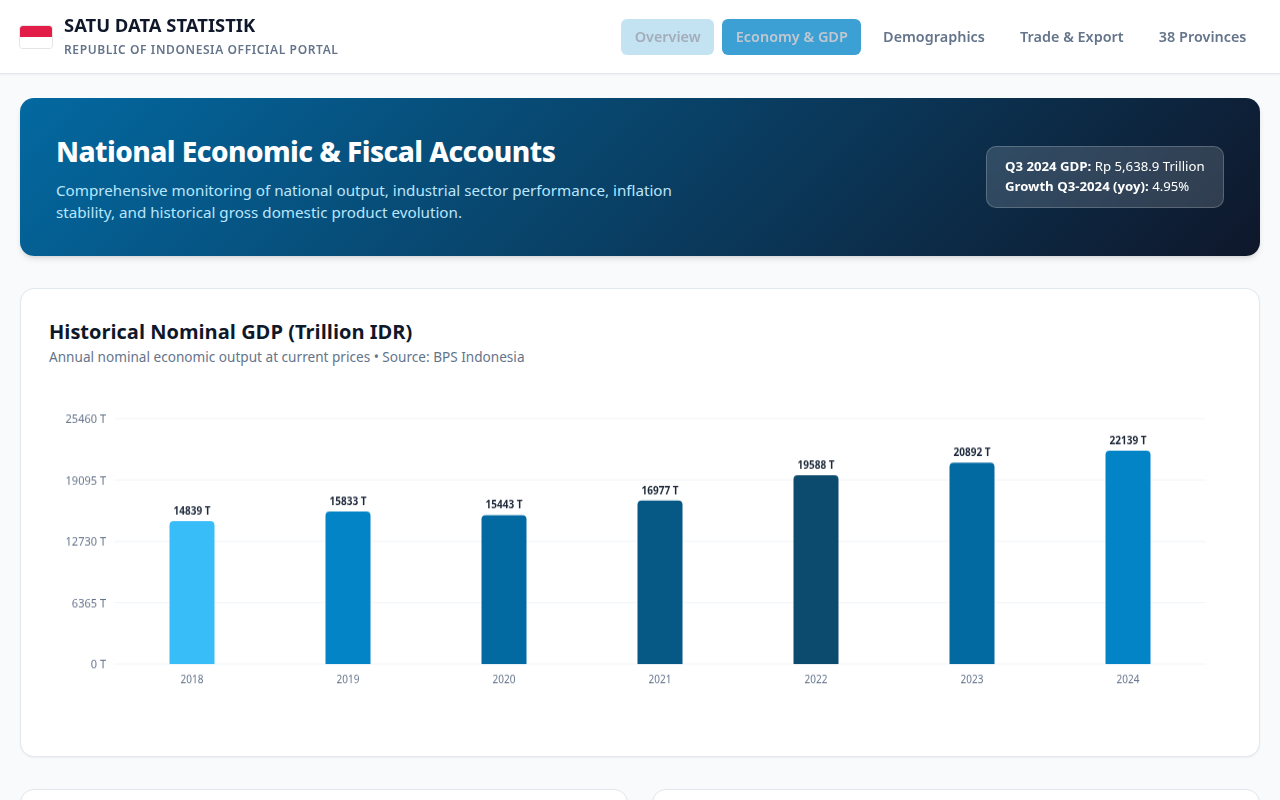 SATU DATA STATISTIK
REPUBLIC OF INDONESIA OFFICIAL PORTAL
Overview
Economy & GDP
Demographics
Trade & Export
38 Provinces
National Economic & Fiscal Accounts
Comprehensive monitoring of national output, industrial sector performance, inflation
stability, and historical gross domestic product evolution.
Q3 2024 GDP: Rp 5,638.9 Trillion
Growth Q3-2024 (yoy): 4.95%
Historical Nominal GDP (Trillion IDR)
Annual nominal economic output at current prices • Source: BPS Indonesia
25460 T
19095 T
12730 T
6365 T
0 T
14839 T
15833 T
15443 T
16977 T
19588 T
20892 T
22139 T
2018
2019
2020
2021
2022
2023
2024